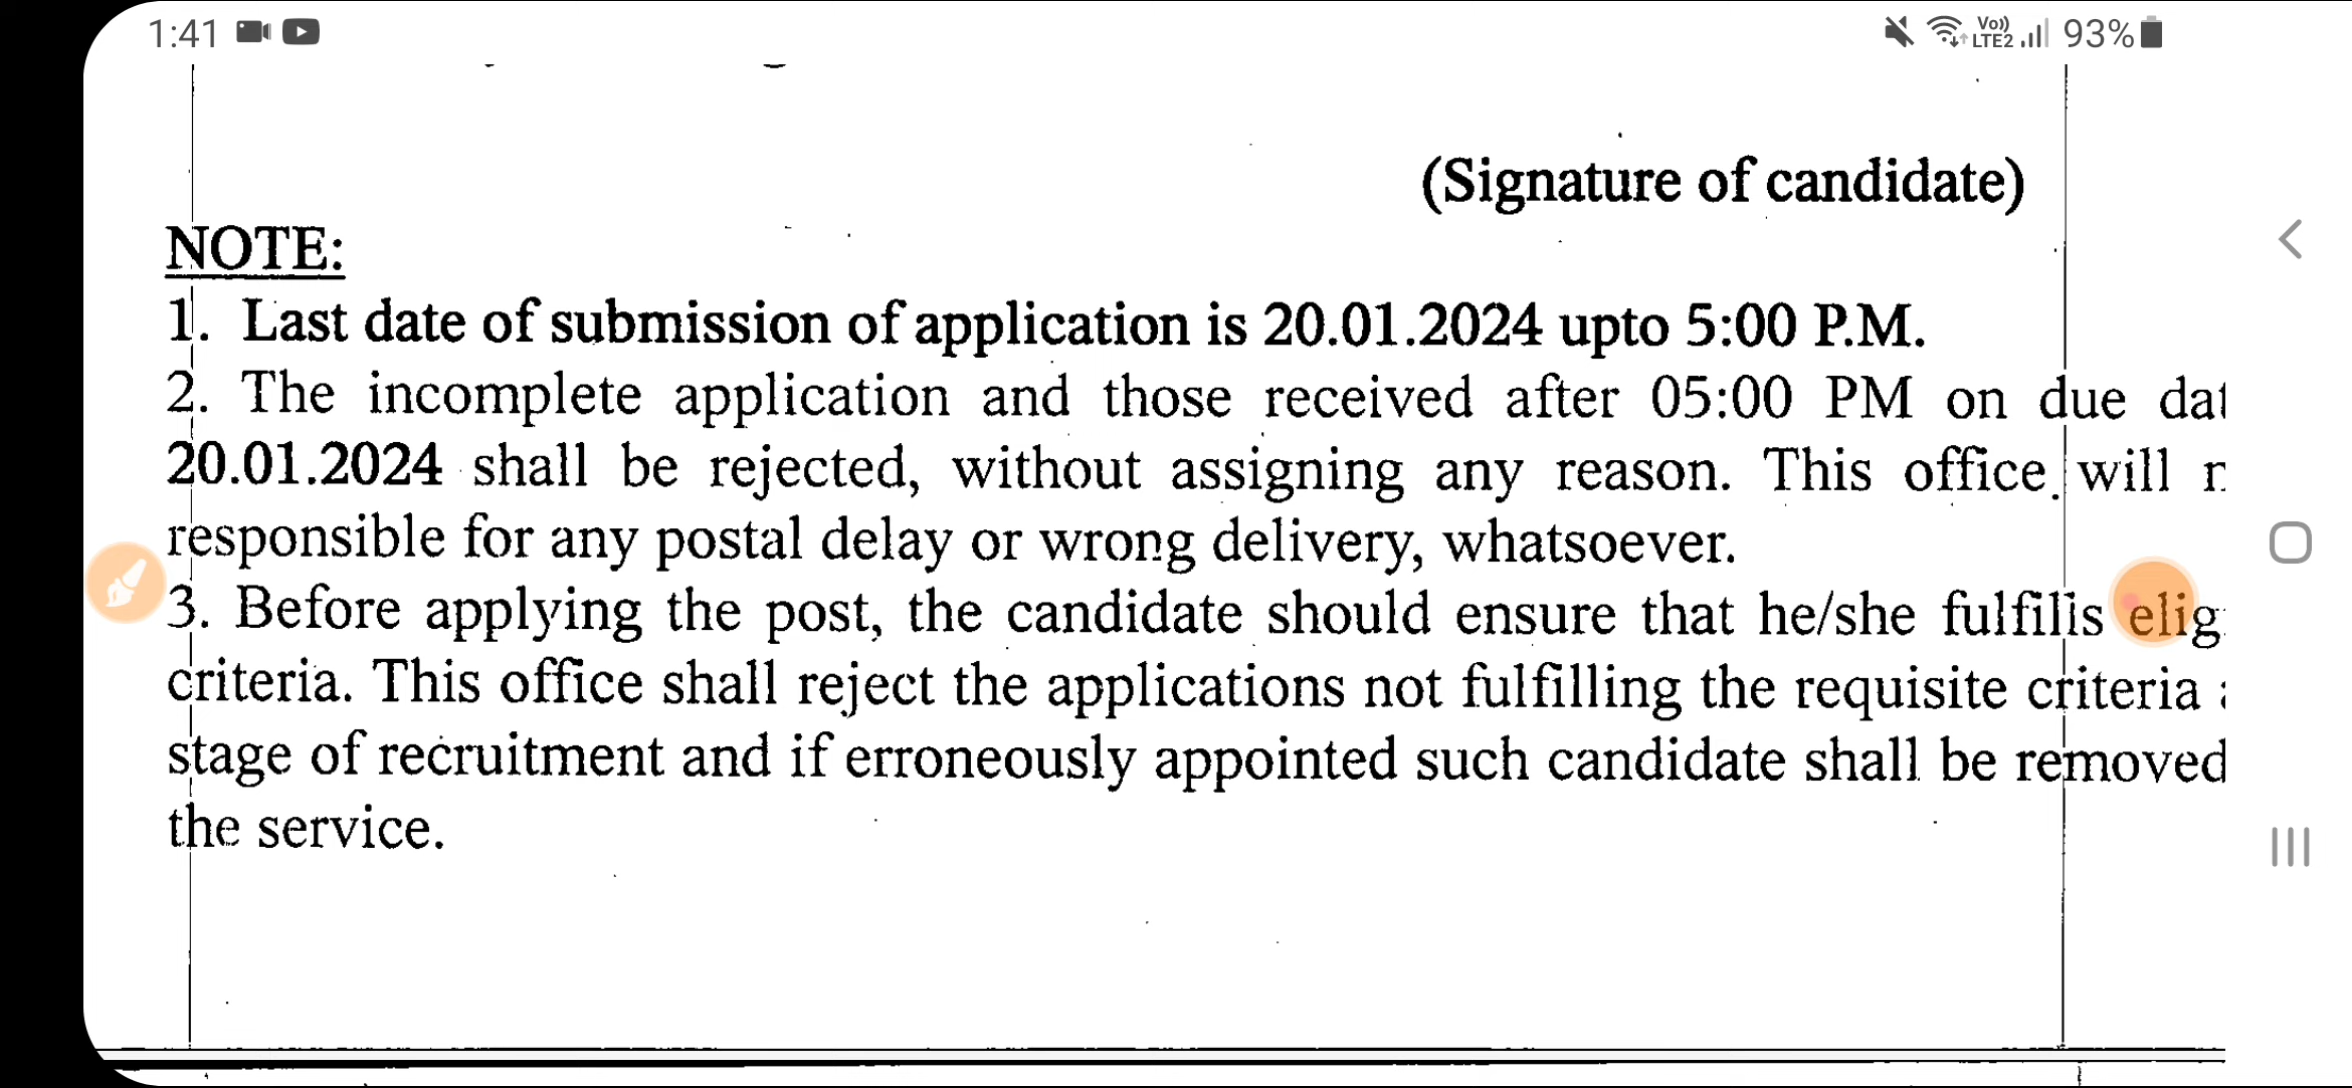 1:41
Vo)) LTE2 93%
(Signature of candidate)
NOTE:
1. Last date of submission of application is 20.01.2024 upto 5:00 P.M.
2. The incomplete application and those received after 05:00 PM on due
20.01.2024 shall be rejected, without assigning any reason. This office will
responsible for any postal delay or wrong delivery, whatsoever.
3. Before applying the post, the candidate should ensure that he/she fulfills
criteria. This office shall reject the applications not fulfilling the requisite criteria
stage of recruitment and if erroneously appointed such candidate shall be removed
the service.